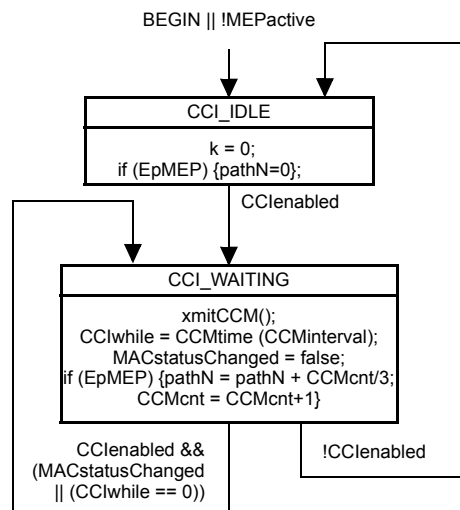 BEGIN || !MEPactive
CCI_IDLE
k = 0;
if (EpMEP) {pathN=0};
CCIenabled
CCI_WAITING
xmitCCM();
CCIwhile = CCMtime (CCMinterval);
MACstatusChanged = false;
if (EpMEP) {pathN = pathN + CCMcnt/3;
CCMcnt = CCMcnt+1}
CCIenabled &&
(MACstatusChanged
|| (CCIwhile == 0))
!CCIenabled